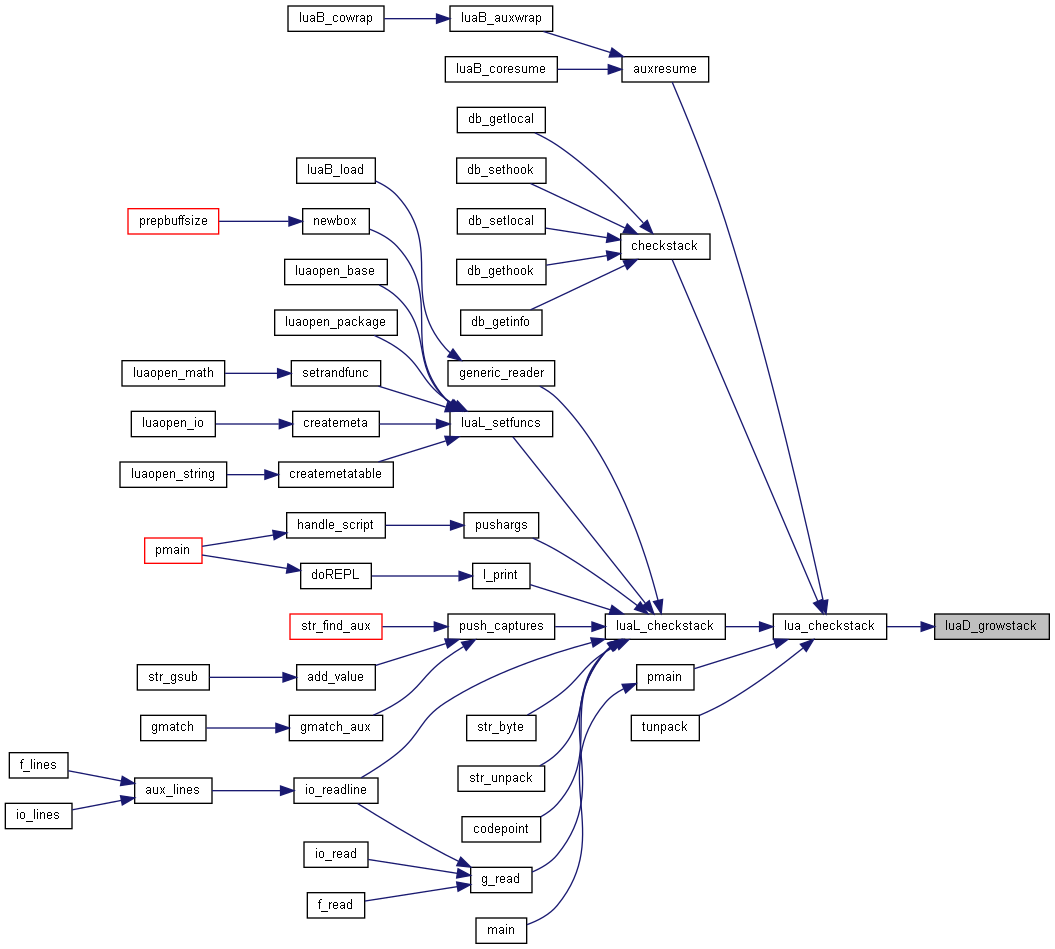 luaB_cowrap
luaB_auxwrap
luaB_coresume
auxresume
db_getlocal
luaB_load
db_sethook
prepbuffsize
newbox
db_setlocal
checkstack
luaopen_base
db_gethook
luaopen_package
db_getinfo
luaopen_math
setrandfunc
generic_reader
luaopen_io
createmeta
luaL_setfuncs
luaopen_string
createmetatable
handle_script
pushargs
pmain
doREPL
l_print
str_find_aux
push_captures
luaL_checkstack
lua_checkstack
luaD_growstack
str_gsub
add_value
pmain
gmatch
gmatch_aux
str_byte
tunpack
f_lines
aux_lines
io_readline
str_unpack
io_lines
codepoint
io_read
g_read
f_read
main